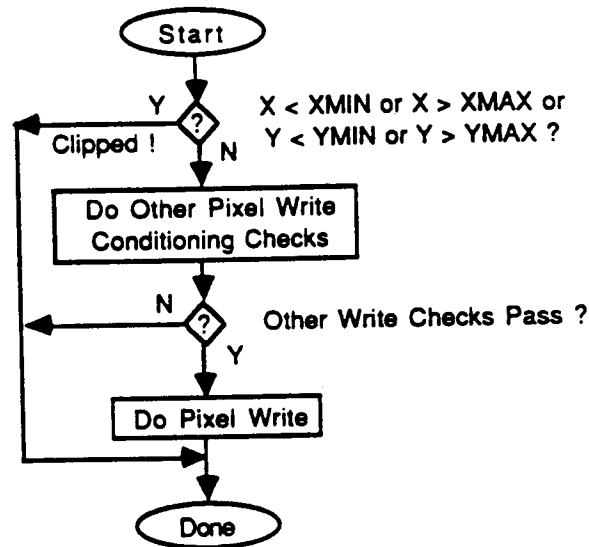 Start
Y
?
X < XMIN or X > XMAX or
Y < YMIN or Y > YMAX ?
Clipped !
N
Do Other Pixel Write
Conditioning Checks
N
?
Other Write Checks Pass ?
Y
Do Pixel Write
Done